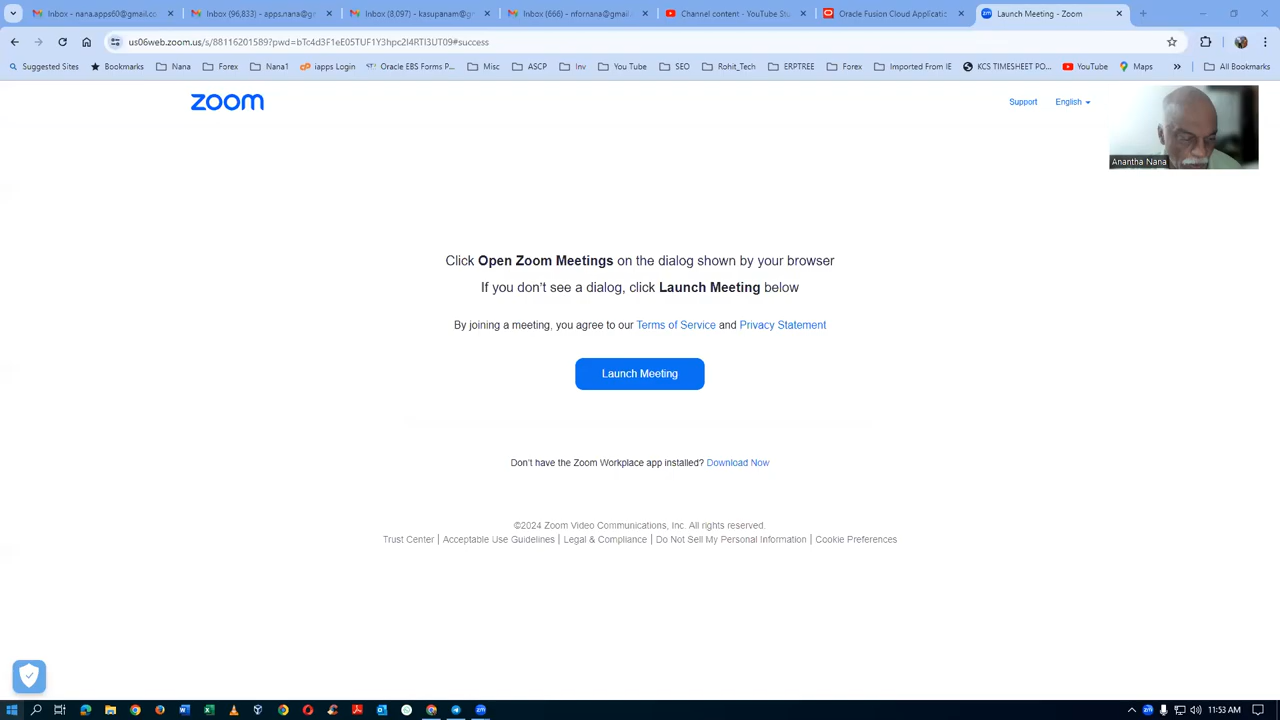 Inbox - nana.apps60@gmail.co
Inbox (96,833) - apps.nana@gr
Inbox (8,097) - kasupanam@gr
Inbox (666) - nfornana@gmail.
Channel content - YouTube Stu
Oracle Fusion Cloud Applicatio
Launch Meeting - Zoom
us06web.zoom.us/s/88116201589?pwd=bTc4d3F1eE05TUF1Y3hpc2I4RTI3UT09#success
Suggested Sites
Bookmarks
Nana
Forex
Nana1
iapps Login
Oracle EBS Forms P...
Misc
ASCP
Inv
You Tube
SEO
Rohit_Tech
ERPTREE
Forex
Imported From IE
KCS TIMESHEET PO...
YouTube
Maps
All Bookmarks
zoom
Support
English
Anantha Nana
Click Open Zoom Meetings on the dialog shown by your browser
If you don't see a dialog, click Launch Meeting below
By joining a meeting, you agree to our Terms of Service and Privacy Statement
Launch Meeting
Don't have the Zoom Workplace app installed? Download Now
©2024 Zoom Video Communications, Inc. All rights reserved.
Trust Center | Acceptable Use Guidelines | Legal & Compliance | Do Not Sell My Personal Information | Cookie Preferences
11:53 AM